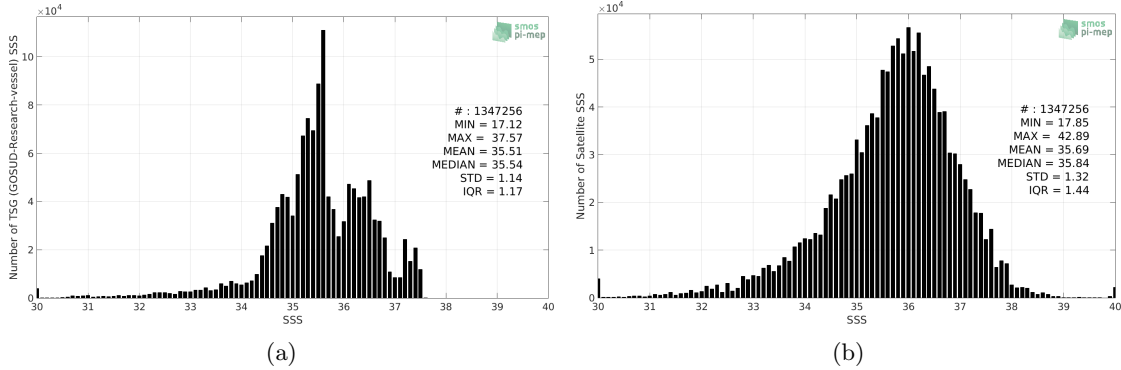 ×10⁴
smos
pi-mep
Number of TSG (GOSUD-Research-vessel) SSS
10
8
6
4
2
0
# : 1347256
MIN = 17.12
MAX = 37.57
MEAN = 35.51
MEDIAN = 35.54
STD = 1.14
IQR = 1.17
30 31 32 33 34 35 36 37 38 39 40
SSS
(a)
×10⁴
smos
pi-mep
Number of Satellite SSS
5
4
3
2
1
0
# : 1347256
MIN = 17.85
MAX = 42.89
MEAN = 35.69
MEDIAN = 35.84
STD = 1.32
IQR = 1.44
30 31 32 33 34 35 36 37 38 39 40
SSS
(b)